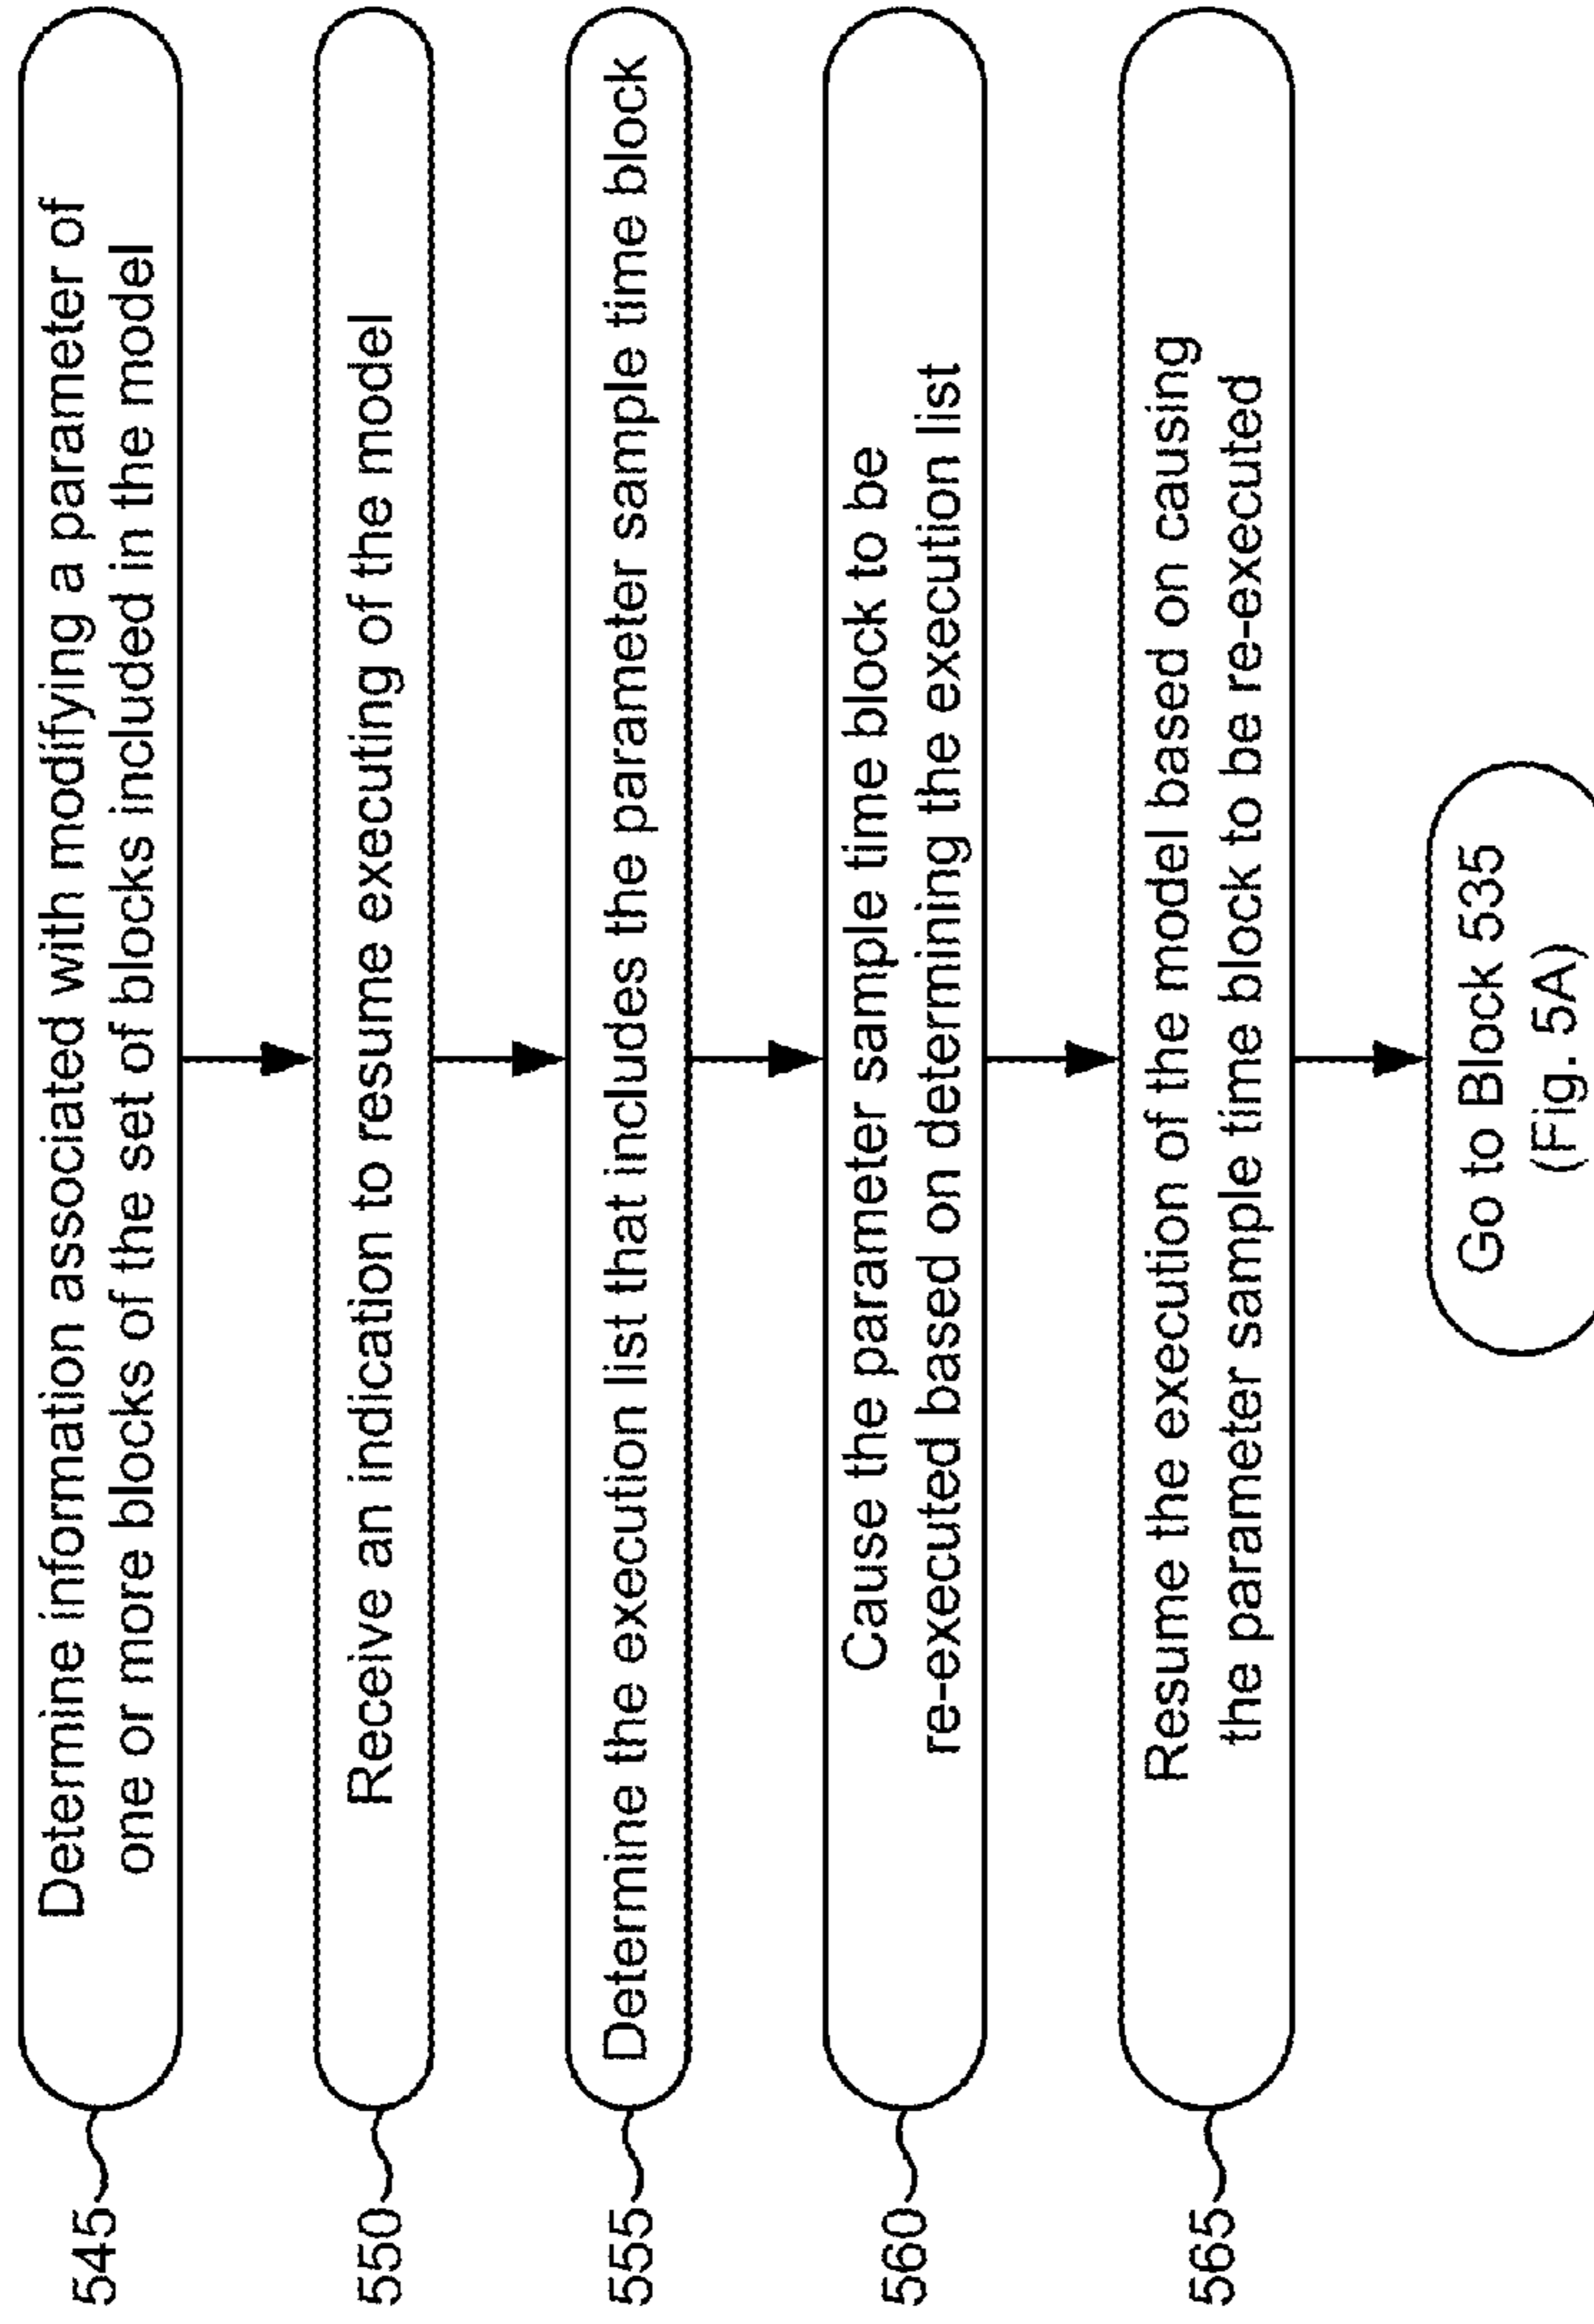 545
Determine information associated with modifying a parameter of
one or more blocks of the set of blocks included in the model
550
Receive an indication to resume executing of the model
555
Determine the execution list that includes the parameter sample time block
560
Cause the parameter sample time block to be
re-executed based on determining the execution list
565
Resume the execution of the model based on causing
the parameter sample time block to be re-executed
Go to Block 535
(Fig. 5A)